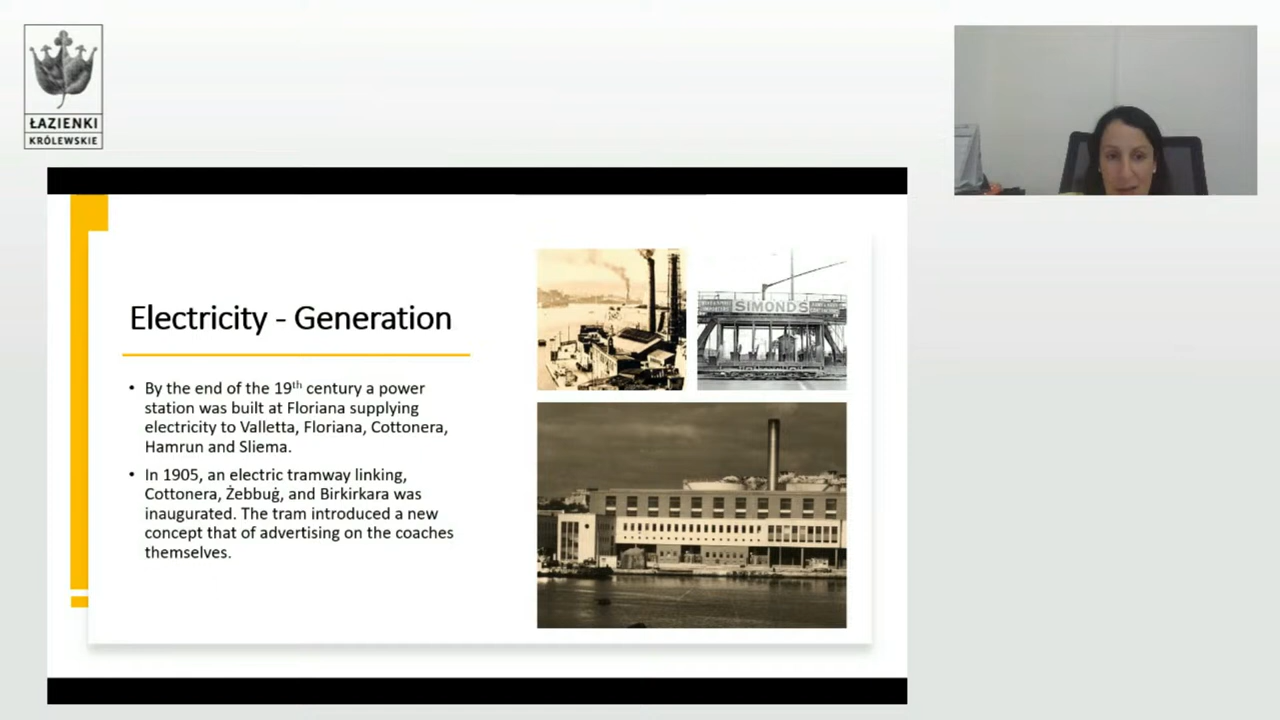 ŁAZIENKI
KRÓLEWSKIE
Electricity - Generation
• By the end of the 19th century a power
station was built at Floriana supplying
electricity to Valletta, Floriana, Cottonera,
Hamrun and Sliema.
• In 1905, an electric tramway linking,
Cottonera, Żebbuġ, and Birkirkara was
inaugurated. The tram introduced a new
concept that of advertising on the coaches
themselves.
SIMONDS